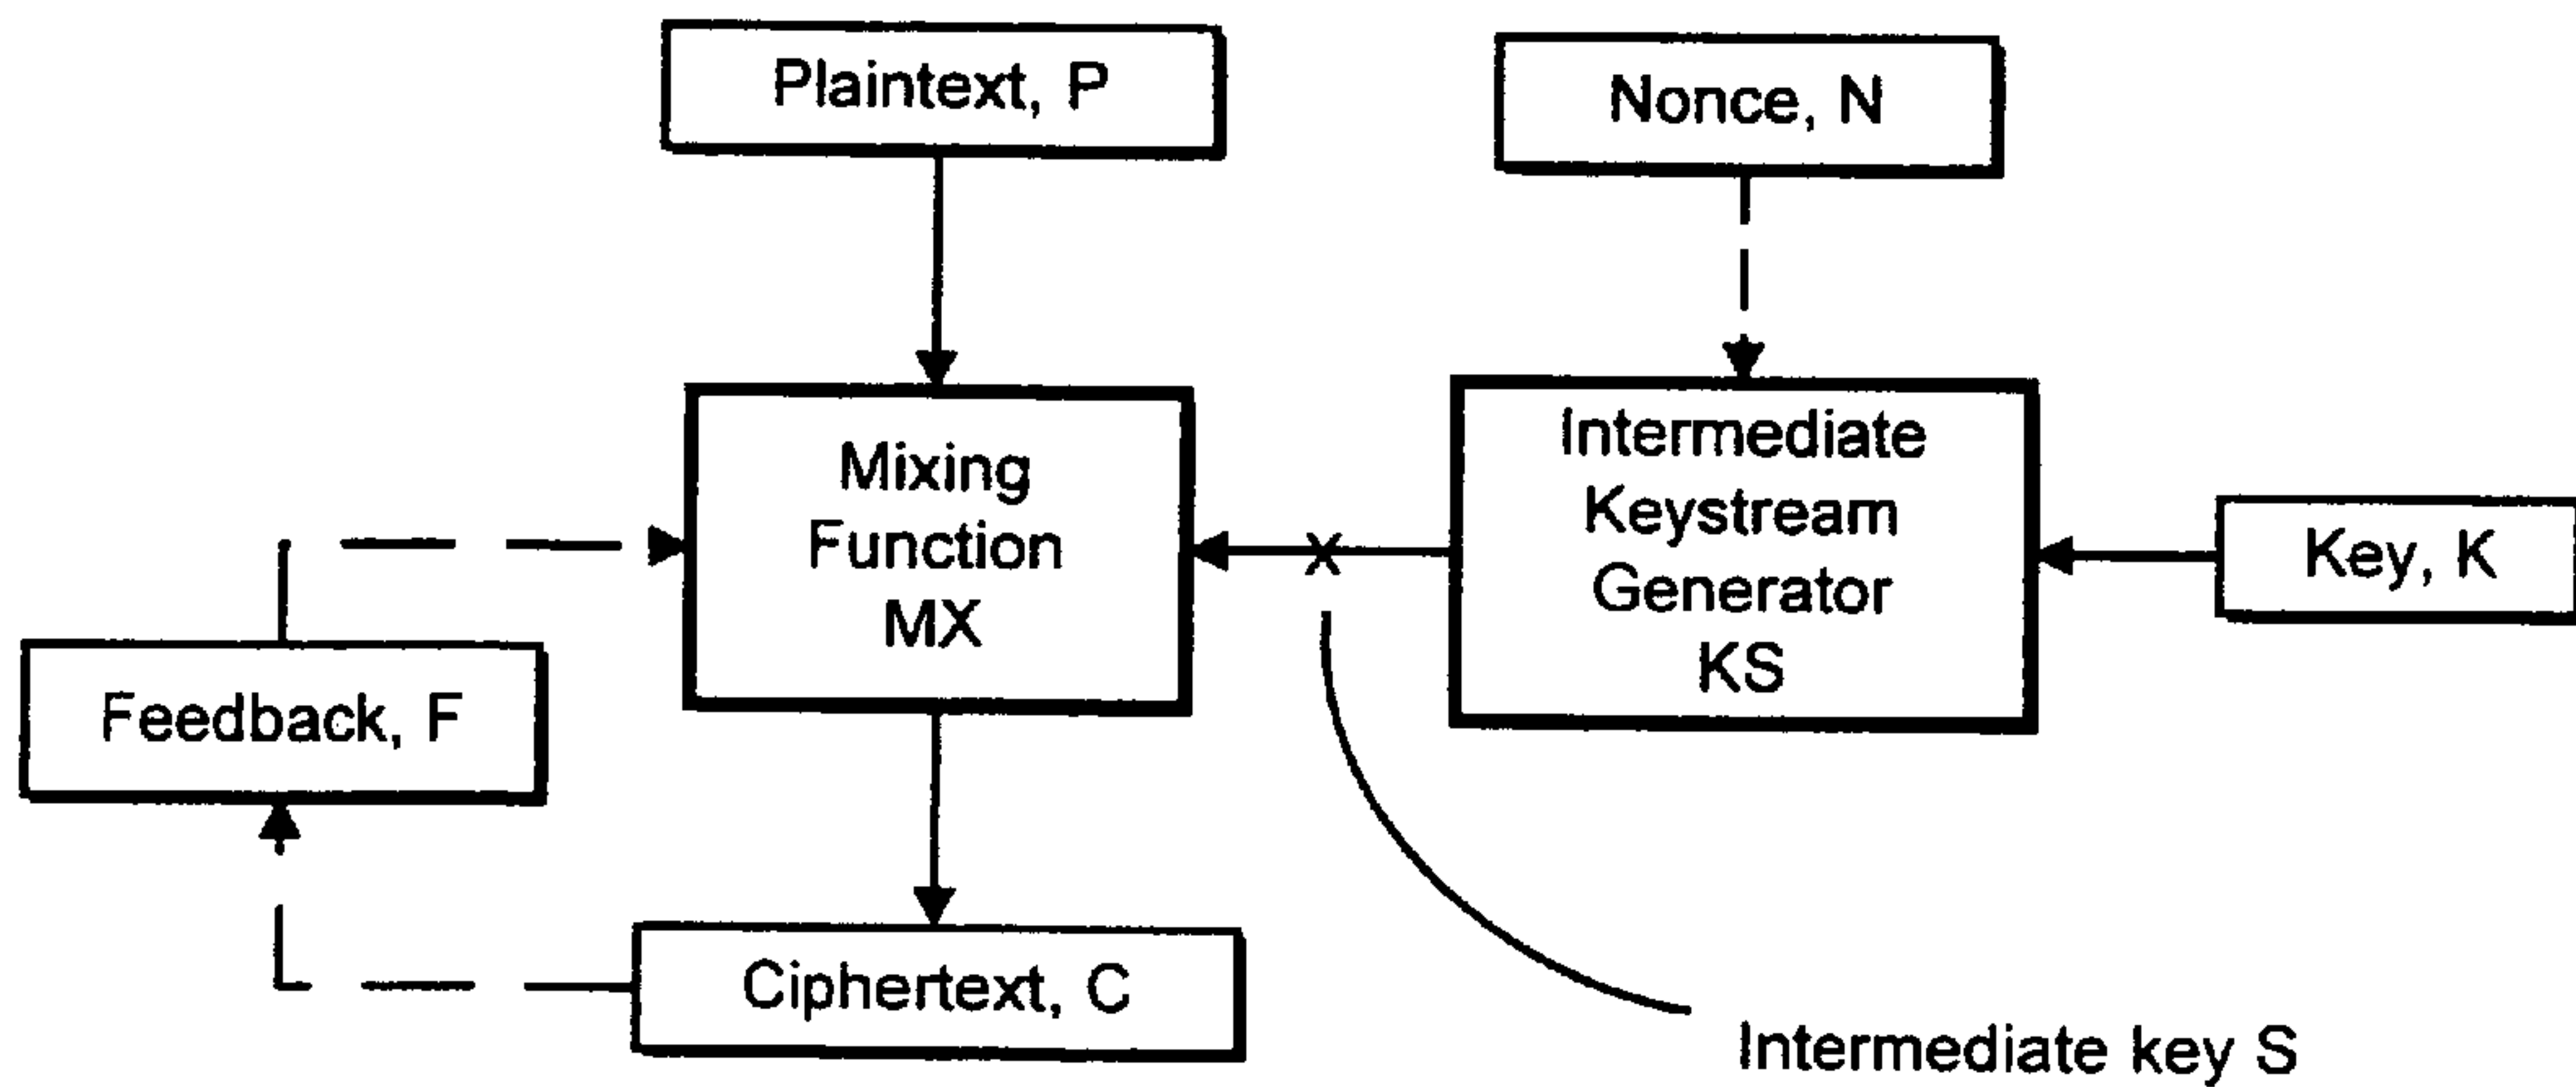 Plaintext, P
Nonce, N
Mixing
Function
MX
Intermediate
Keystream
Generator
KS
Key, K
Feedback, F
Ciphertext, C
x
Intermediate key S